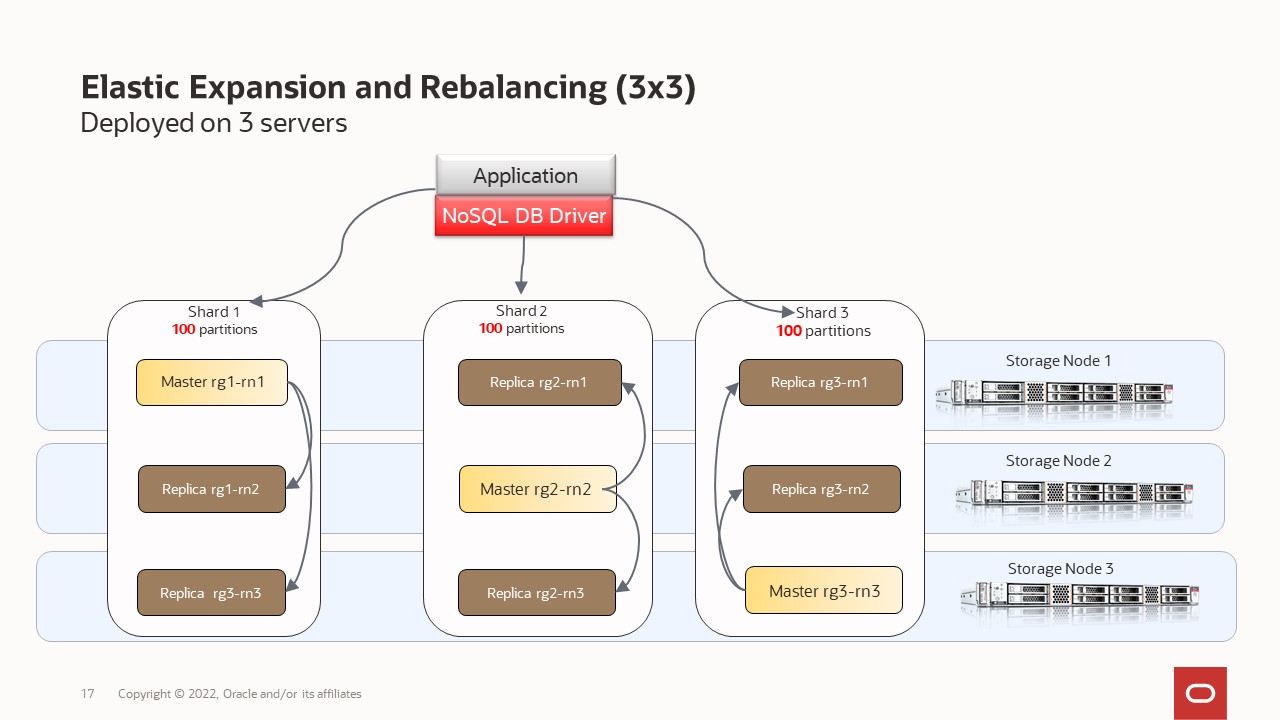 Elastic Expansion and Rebalancing (3x3)
Deployed on 3 servers
Application
NoSQL DB Driver
Shard 1
100 partitions
Shard 2
100 partitions
Shard 3
100 partitions
Master rg1-rn1
Replica rg2-rn1
Replica rg3-rn1
Storage Node 1
Replica rg1-rn2
Master rg2-rn2
Replica rg3-rn2
Storage Node 2
Replica rg3-rn3
Replica rg2-rn3
Master rg3-rn3
Storage Node 3
17 Copyright © 2022, Oracle and/or its affiliates